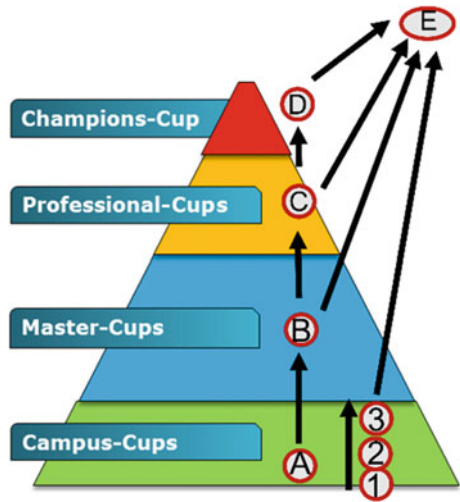 E
D
Champions-Cup
Professional-Cups
C
Master-Cups
B
Campus-Cups
A
3
2
1